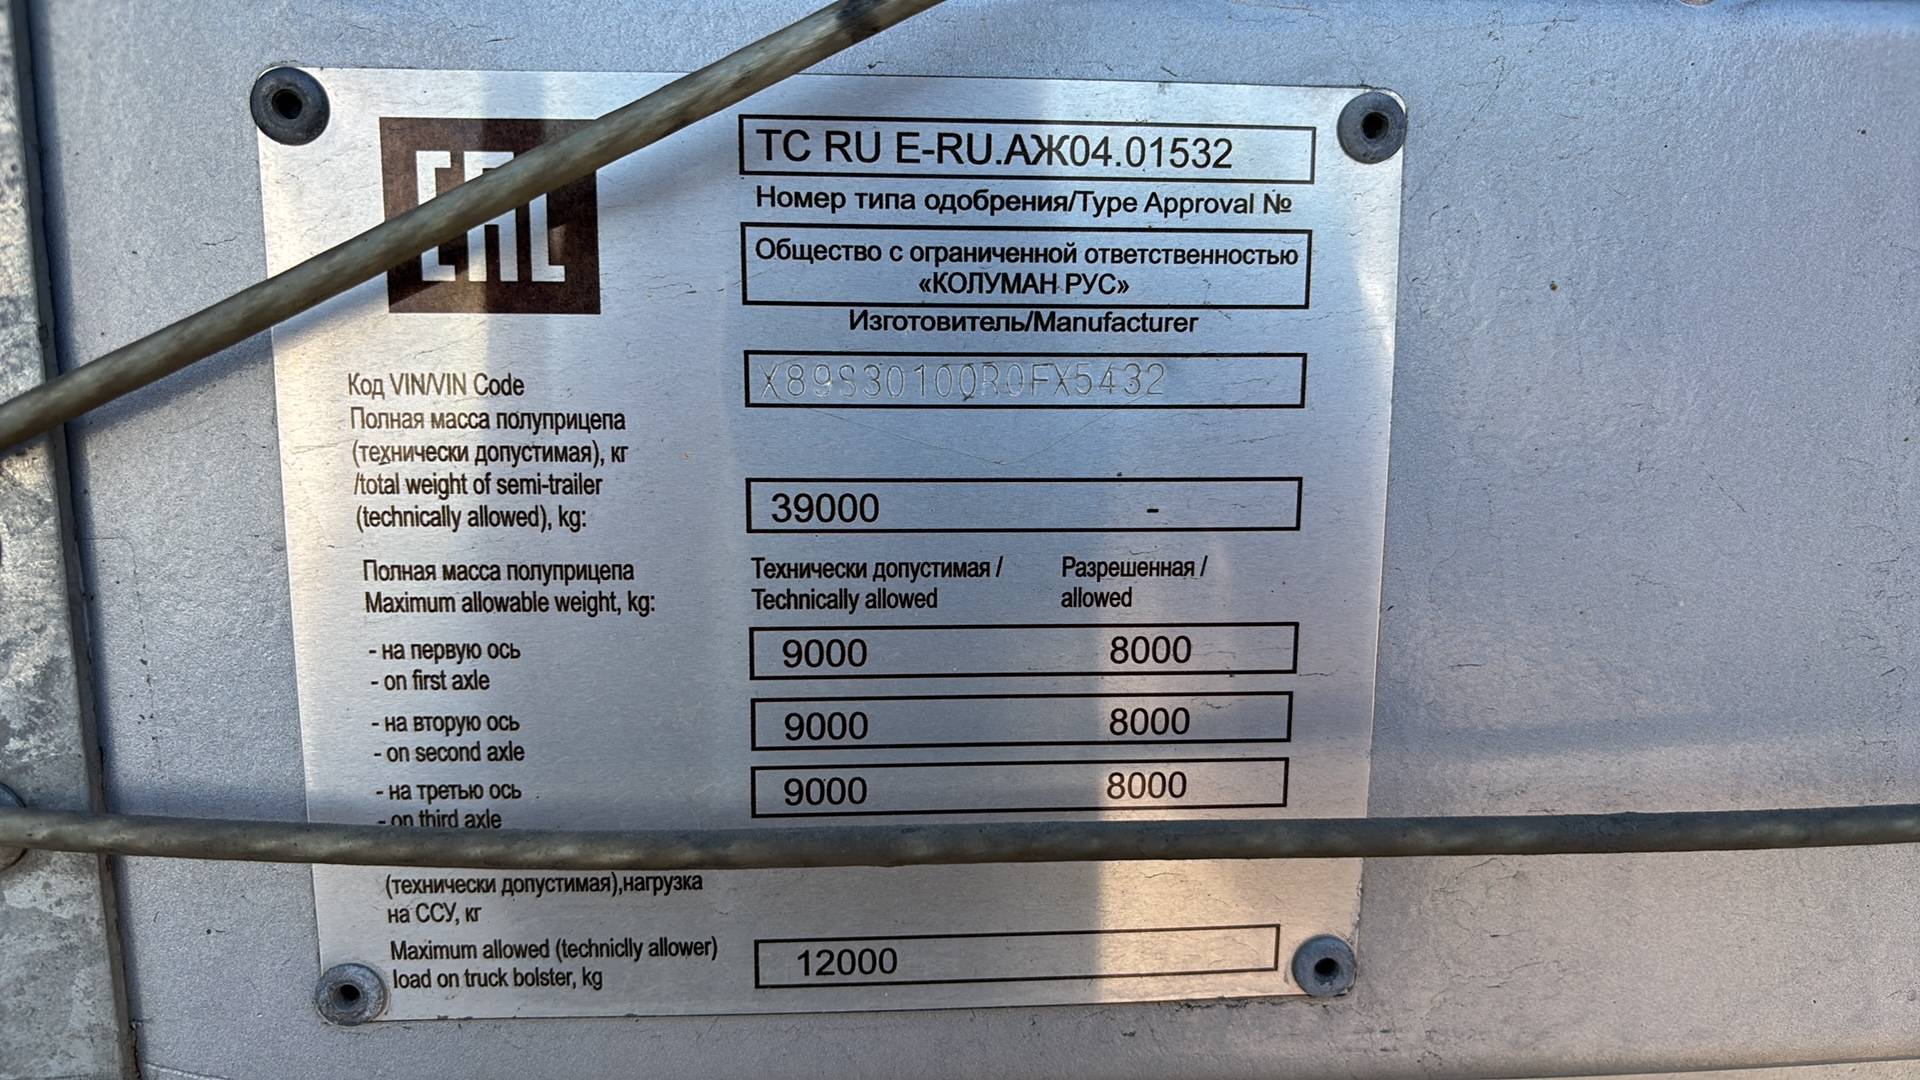 EAC
TC RU E-RU.АЖ04.01532
Номер типа одобрения/Type Approval №
Общество с ограниченной ответственностью
«КОЛУМАН РУС»
Изготовитель/Manufacturer
Код VIN/VIN Code
X89S30100R0FX5432
Полная масса полуприцепа
(технически допустимая), кг
/total weight of semi-trailer
(technically allowed), kg:
39000 -
Полная масса полуприцепа
Maximum allowable weight, kg:
Технически допустимая / Разрешенная /
Technically allowed allowed
- на первую ось
- on first axle
9000 8000
- на вторую ось
- on second axle
9000 8000
- на третью ось
- on third axle
9000 8000
(технически допустимая),нагрузка
на ССУ, кг
Maximum allowed (techniclly allower)
load on truck bolster, kg
12000